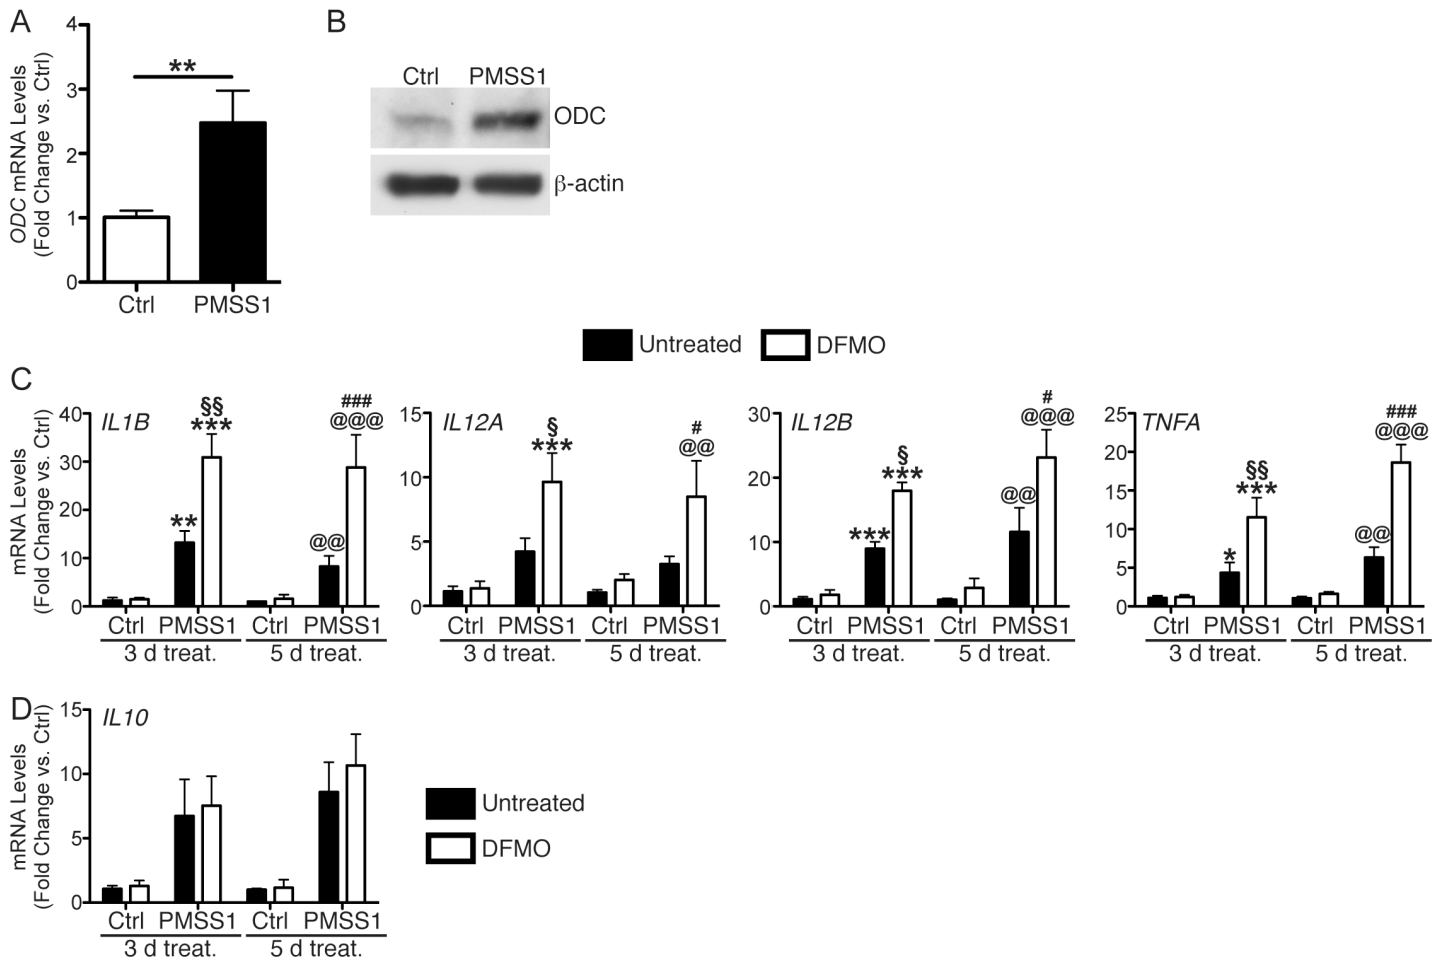 A
ODC mRNA Levels
(Fold Change vs. Ctrl)
4
3
2
1
0
**
Ctrl PMSS1
B
Ctrl PMSS1
ODC
β-actin
Untreated DFMO
C
mRNA Levels
(Fold Change vs. Ctrl)
IL1B
40
30
20
10
0
**
§§
***
@@
###
@@@
Ctrl PMSS1 Ctrl PMSS1
3 d treat. 5 d treat.
IL12A
15
10
5
0
§
***
#
@@
Ctrl PMSS1 Ctrl PMSS1
3 d treat. 5 d treat.
IL12B
30
20
10
0
***
§
***
@@
#
@@@
Ctrl PMSS1 Ctrl PMSS1
3 d treat. 5 d treat.
TNFA
25
20
15
10
5
0
*
§§
***
@@
###
@@@
Ctrl PMSS1 Ctrl PMSS1
3 d treat. 5 d treat.
D
mRNA Levels
(Fold Change vs. Ctrl)
IL10
15
10
5
0
Ctrl PMSS1 Ctrl PMSS1
3 d treat. 5 d treat.
Untreated
DFMO